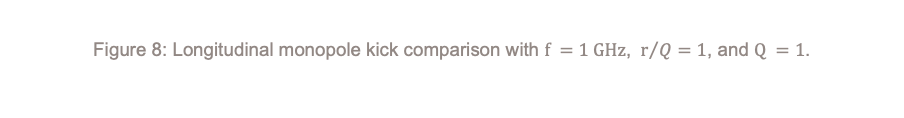 Figure 8: Longitudinal monopole kick comparison with f = 1 GHz, r/Q = 1, and Q = 1.